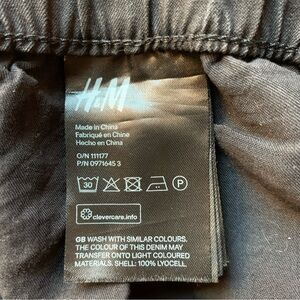 H&M
Made in China
Fabriqué en Chine
Hecho en China
O/N 111177
P/N 0971645 3
30
P
clevercare.info
GB WASH WITH SIMILAR COLOURS.
THE COLOUR OF THIS DENIM MAY
TRANSFER ONTO LIGHT COLOURED
MATERIALS. SHELL: 100% LYOCELL